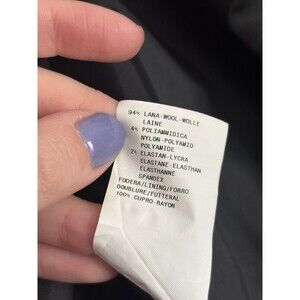 94% LANA-WOOL-WOLLE
LAINE
4% POLIAMMIDICA
NYLON-POLYAMID
POLYAMIDE
2% ELASTAN-LYCRA
ELASTANE-ELASTHAN
ELASTHANNE
SPANDEX
FODERA/LINING/FORRO
DOUBLURE/FUTTERAL
100% CUPRO-RAYON